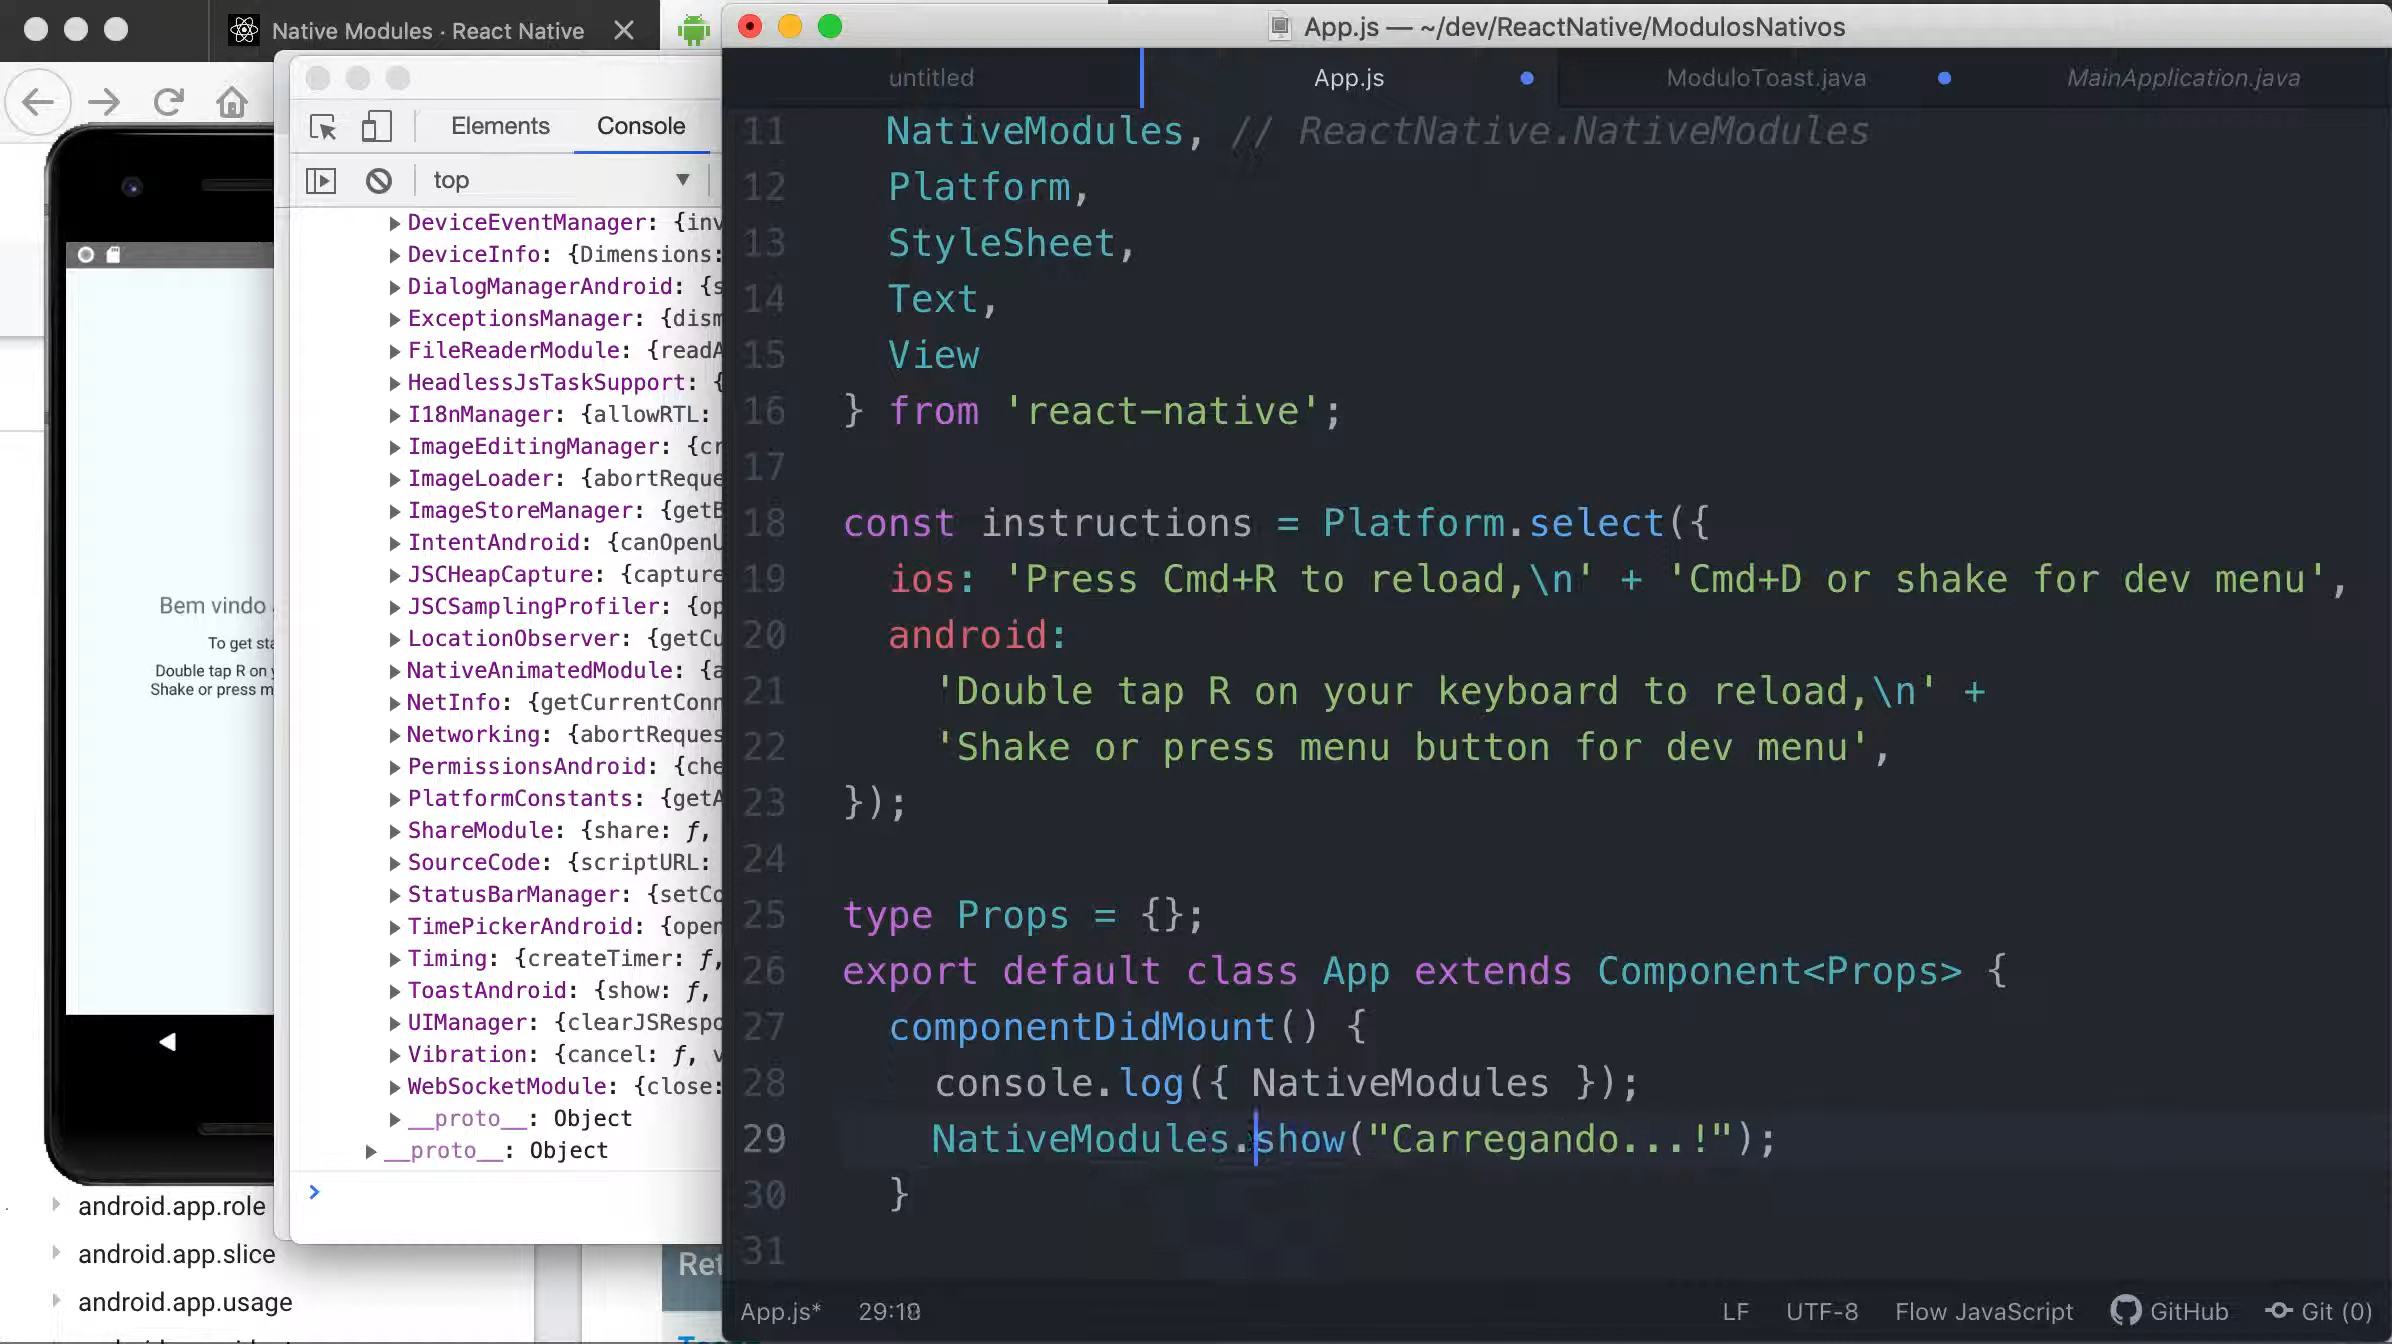 Native Modules · React Native
App.js — ~/dev/ReactNative/ModulosNativos
untitled
App.js
ModuloToast.java
MainApplication.java
Elements
Console
top
DeviceEventManager: {inv
DeviceInfo: {Dimensions:
DialogManagerAndroid: {s
ExceptionsManager: {dism
FileReaderModule: {readA
HeadlessJsTaskSupport: {
I18nManager: {allowRTL:
ImageEditingManager: {cr
ImageLoader: {abortReque
ImageStoreManager: {getB
IntentAndroid: {canOpenU
JSCHeapCapture: {capture
JSCSamplingProfiler: {op
LocationObserver: {getCu
NativeAnimatedModule: {a
NetInfo: {getCurrentConn
Networking: {abortReques
PermissionsAndroid: {che
PlatformConstants: {getA
ShareModule: {share: ƒ,
SourceCode: {scriptURL:
StatusBarManager: {setCo
TimePickerAndroid: {open
Timing: {createTimer: ƒ,
ToastAndroid: {show: ƒ,
UIManager: {clearJSRespo
Vibration: {cancel: ƒ, v
WebSocketModule: {close:
__proto__: Object
__proto__: Object
Bem vindo
To get sta
Double tap R on y
Shake or press m
android.app.role
android.app.slice
android.app.usage
Ret
11 NativeModules, // ReactNative.NativeModules
12 Platform,
13 StyleSheet,
14 Text,
15 View
16 } from 'react-native';
17
18 const instructions = Platform.select({
19 ios: 'Press Cmd+R to reload,\n' + 'Cmd+D or shake for dev menu',
20 android:
21 'Double tap R on your keyboard to reload,\n' +
22 'Shake or press menu button for dev menu',
23 });
24
25 type Props = {};
26 export default class App extends Component<Props> {
27 componentDidMount() {
28 console.log({ NativeModules });
29 NativeModules.show("Carregando...!");
30 }
31
App.js*
LF
UTF-8
Flow JavaScript
GitHub
Git (0)